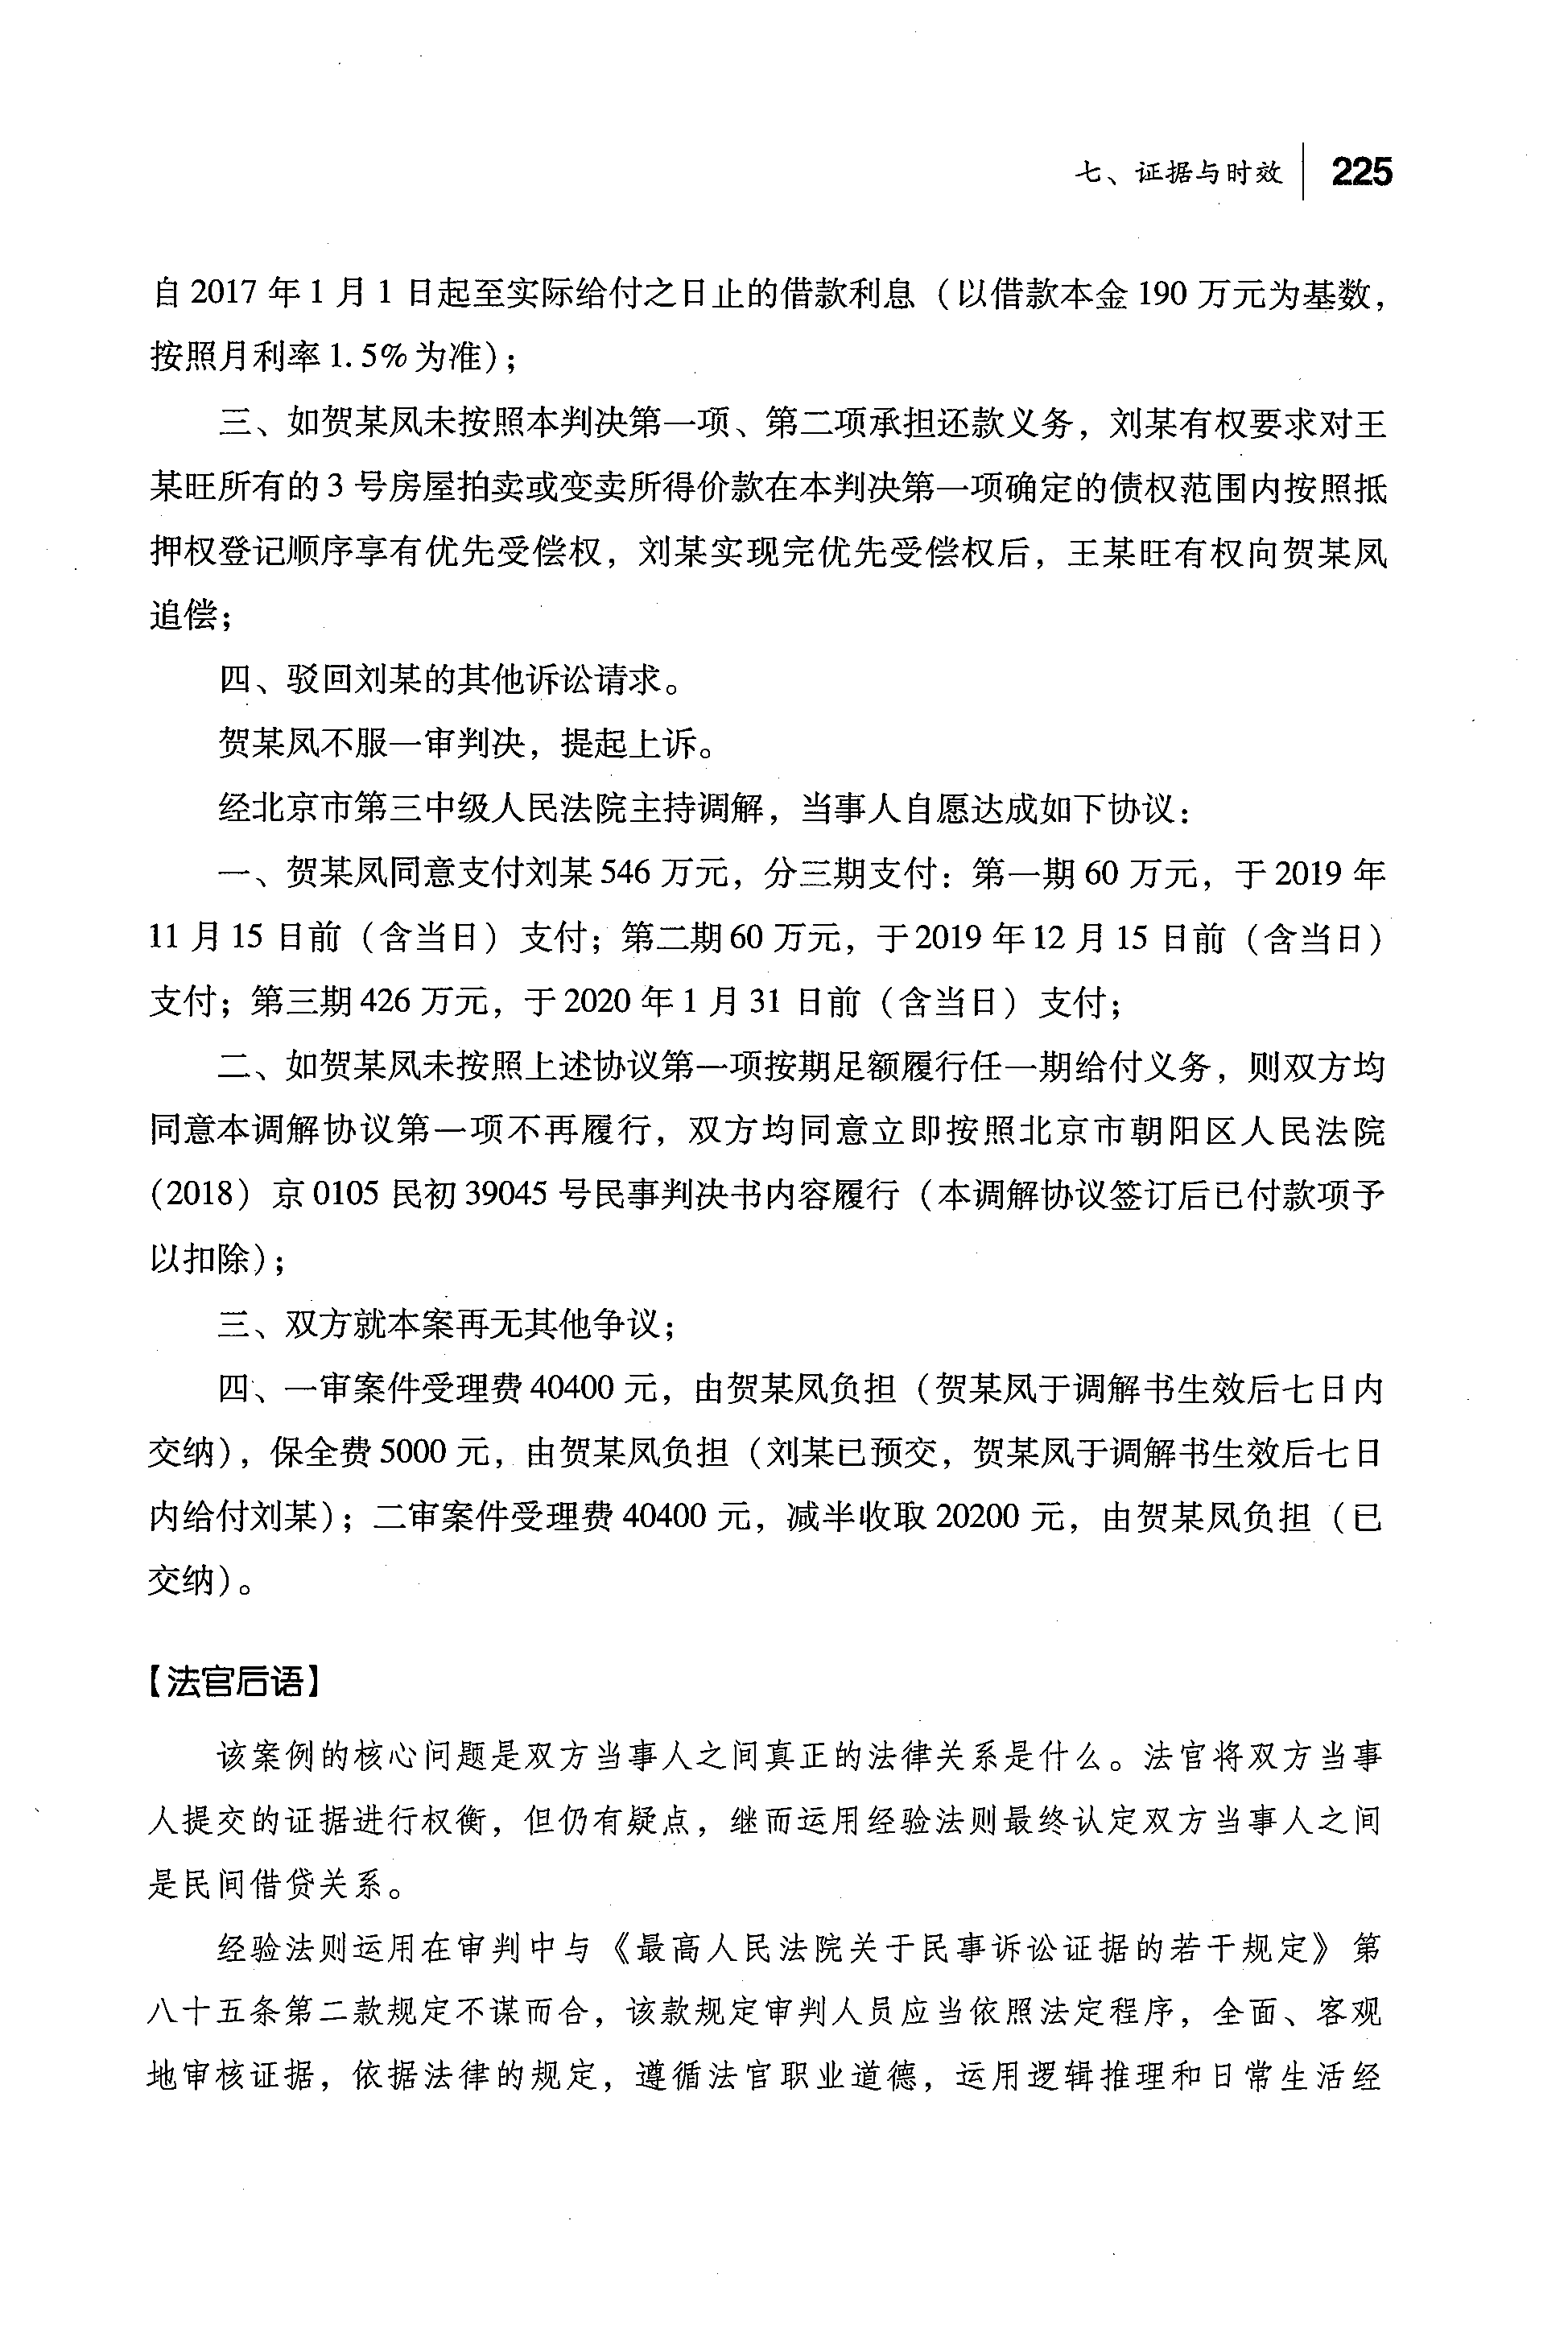 七、证据与时效 225
自2017年1月1日起至实际给付之日止的借款利息（以借款本金190万元为基数，
按照月利率1.5%为准）；
三、如贺某凤未按照本判决第一项、第二项承担还款义务，刘某有权要求对王
某旺所有的3号房屋拍卖或变卖所得价款在本判决第一项确定的债权范围内按照抵
押权登记顺序享有优先受偿权，刘某实现完优先受偿权后，王某旺有权向贺某凤
追偿；
四、驳回刘某的其他诉讼请求。
贺某凤不服一审判决，提起上诉。
经北京市第三中级人民法院主持调解，当事人自愿达成如下协议：
一、贺某凤同意支付刘某546万元，分三期支付：第一期60万元，于2019年
11月15日前（含当日）支付；第二期60万元，于2019年12月15日前（含当日）
支付；第三期426万元，于2020年1月31日前（含当日）支付；
二、如贺某凤未按照上述协议第一项按期足额履行任一期给付义务，则双方均
同意本调解协议第一项不再履行，双方均同意立即按照北京市朝阳区人民法院
（2018）京0105民初39045号民事判决书内容履行（本调解协议签订后已付款项予
以扣除）；
三、双方就本案再无其他争议；
四、一审案件受理费40400元，由贺某凤负担（贺某凤于调解书生效后七日内
交纳），保全费5000元，由贺某凤负担（刘某已预交，贺某凤于调解书生效后七日
内给付刘某）；二审案件受理费40400元，减半收取20200元，由贺某凤负担（已
交纳）。
【法官后语】
该案例的核心问题是双方当事人之间真正的法律关系是什么。法官将双方当事
人提交的证据进行权衡，但仍有疑点，继而运用经验法则最终认定双方当事人之间
是民间借贷关系。
经验法则运用在审判中与《最高人民法院关于民事诉讼证据的若干规定》第
八十五条第二款规定不谋而合，该款规定审判人员应当依照法定程序，全面、客观
地审核证据，依据法律的规定，遵循法官职业道德，运用逻辑推理和日常生活经